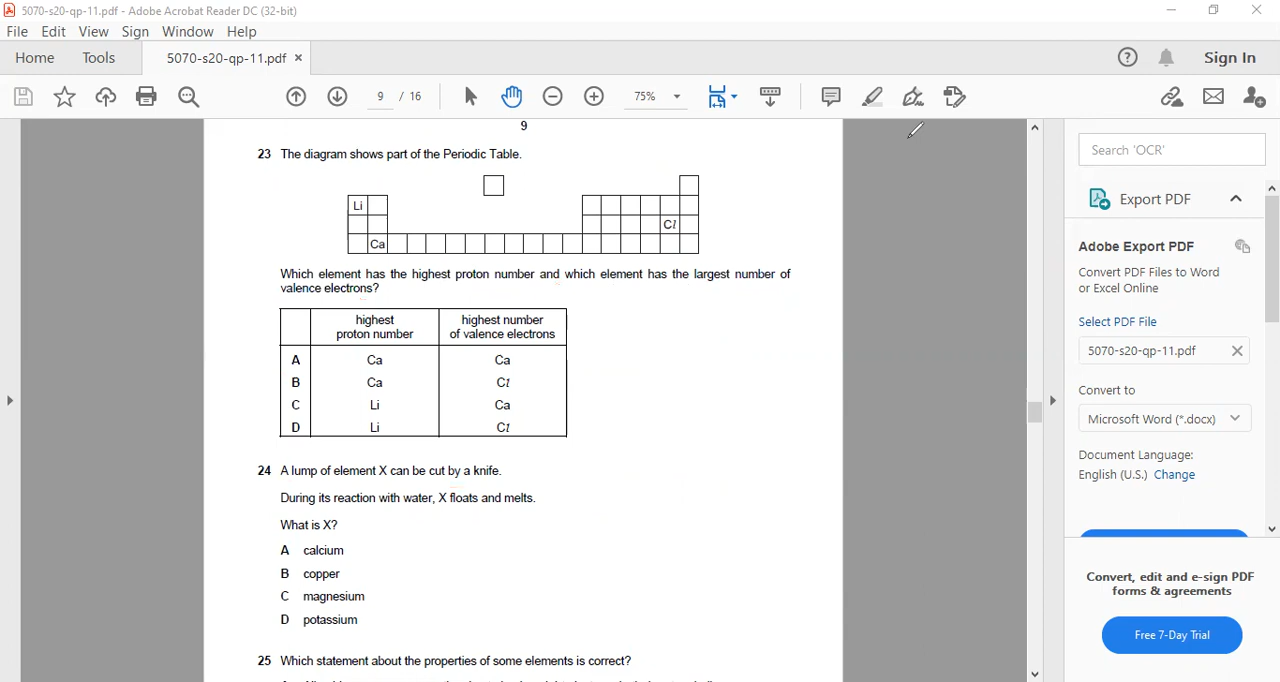 5070-s20-qp-11.pdf - Adobe Acrobat Reader DC (32-bit)
File Edit View Sign Window Help
Home Tools 5070-s20-qp-11.pdf × Sign In
9 / 16 75%
9
23 The diagram shows part of the Periodic Table.
Li
Cl
Ca
Which element has the highest proton number and which element has the largest number of
valence electrons?
highest proton number highest number of valence electrons
A Ca Ca
B Ca Cl
C Li Ca
D Li Cl
24 A lump of element X can be cut by a knife.
During its reaction with water, X floats and melts.
What is X?
A calcium
B copper
C magnesium
D potassium
25 Which statement about the properties of some elements is correct?
Search 'OCR'
Export PDF
Adobe Export PDF
Convert PDF Files to Word
or Excel Online
Select PDF File
5070-s20-qp-11.pdf
Convert to
Microsoft Word (*.docx)
Document Language:
English (U.S.) Change
Convert, edit and e-sign PDF
forms & agreements
Free 7-Day Trial